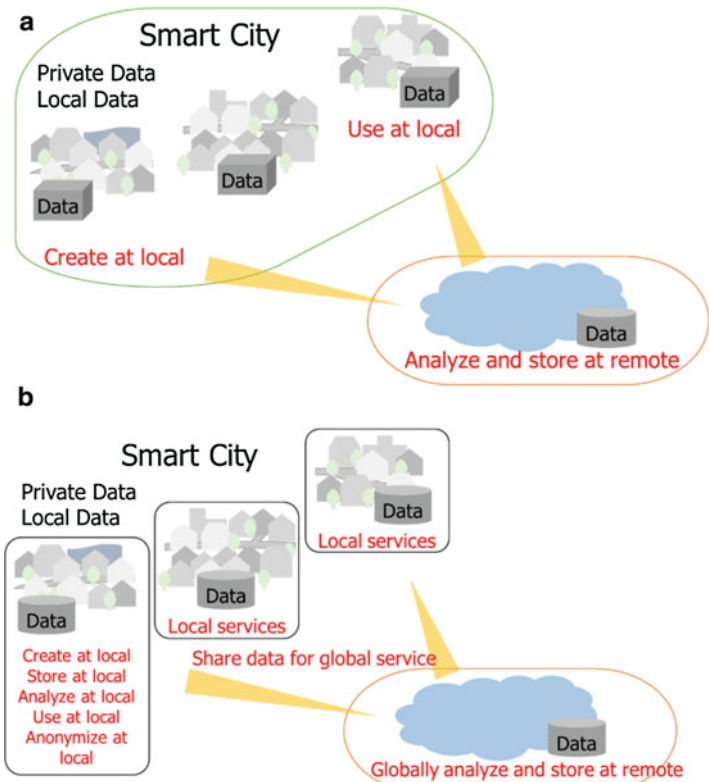 a
Smart City
Private Data
Local Data
Data
Data
Data
Use at local
Create at local
Data
Analyze and store at remote
b
Smart City
Private Data
Local Data
Data
Local services
Data
Local services
Data
Create at local
Store at local
Analyze at local
Use at local
Anonymize at
local
Share data for global service
Data
Globally analyze and store at remote